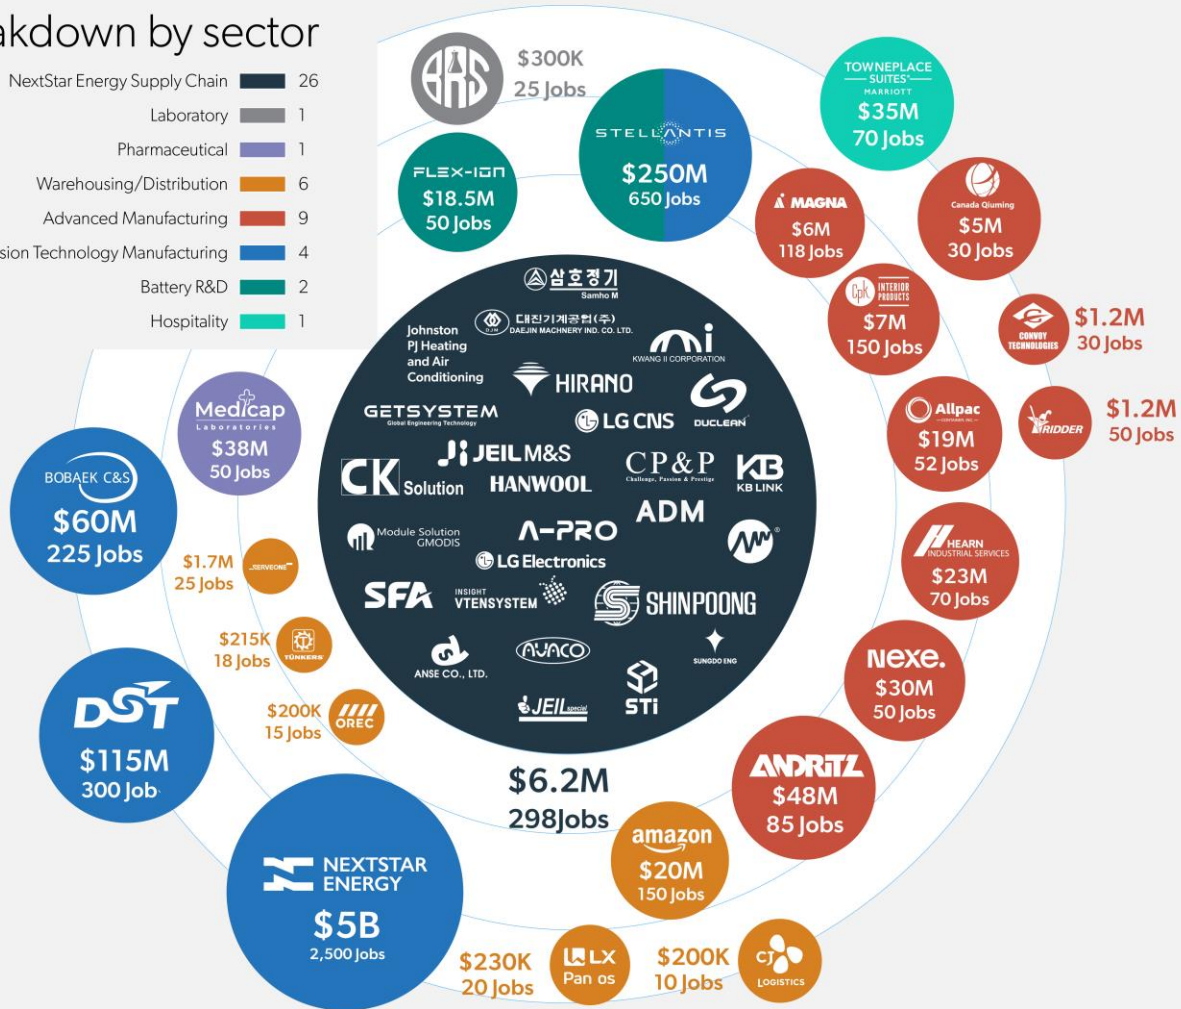 akdown by sector
NextStar Energy Supply Chain 26
Laboratory 1
Pharmaceutical 1
Warehousing/Distribution 6
Advanced Manufacturing 9
sion Technology Manufacturing 4
Battery R&D 2
Hospitality 1
BRS
$300K
25 Jobs
FLEX-ION
$18.5M
50 Jobs
STELLANTIS
$250M
650 Jobs
TOWNEPLACE
SUITES®
MARRIOTT
$35M
70 Jobs
MAGNA
$6M
118 Jobs
Canada Qiuming
$5M
30 Jobs
Cpk INTERIOR
PRODUCTS
$7M
150 Jobs
CONVOY
TECHNOLOGIES
$1.2M
30 Jobs
Allpac
CONTAINER, INC
$19M
52 Jobs
RIDDER
$1.2M
50 Jobs
HEARN
INDUSTRIAL SERVICES
$23M
70 Jobs
nexe.
$30M
50 Jobs
ANDRITZ
$48M
85 Jobs
amazon
$20M
150 Jobs
CJ
LOGISTICS
$200K
10 Jobs
LX
Pan os
$230K
20 Jobs
NEXTSTAR
ENERGY
$5B
2,500 Jobs
DST
$115M
300 Job
BOBAEK C&S
$60M
225 Jobs
Medicap
Laboratories
$38M
50 Jobs
SERVEONE
$1.7M
25 Jobs
TÜNKERS
$215K
18 Jobs
OREC
$200K
15 Jobs
삼호정기
Samho M
DJM 대진기계공업(주)
DAEJIN MACHINERY IND. CO. LTD.
Johnston
PJ Heating
and Air
Conditioning
KWANG II CORPORATION
HIRANO
GETSYSTEM
Global Engineering Technology
LG CNS
DUCLEAN
JEIL M&S
CK Solution
HANWOOL
CP&P
Challenge, Passion & Prestige
KB
KB LINK
Module Solution
GMODIS
A-PRO
ADM
LG Electronics
SFA
INSIGHT
VTENSYSTEM
SHINPOONG
ANSE CO., LTD.
AVACO
SUNGDO ENG
JEIL special
STi
$6.2M
298Jobs